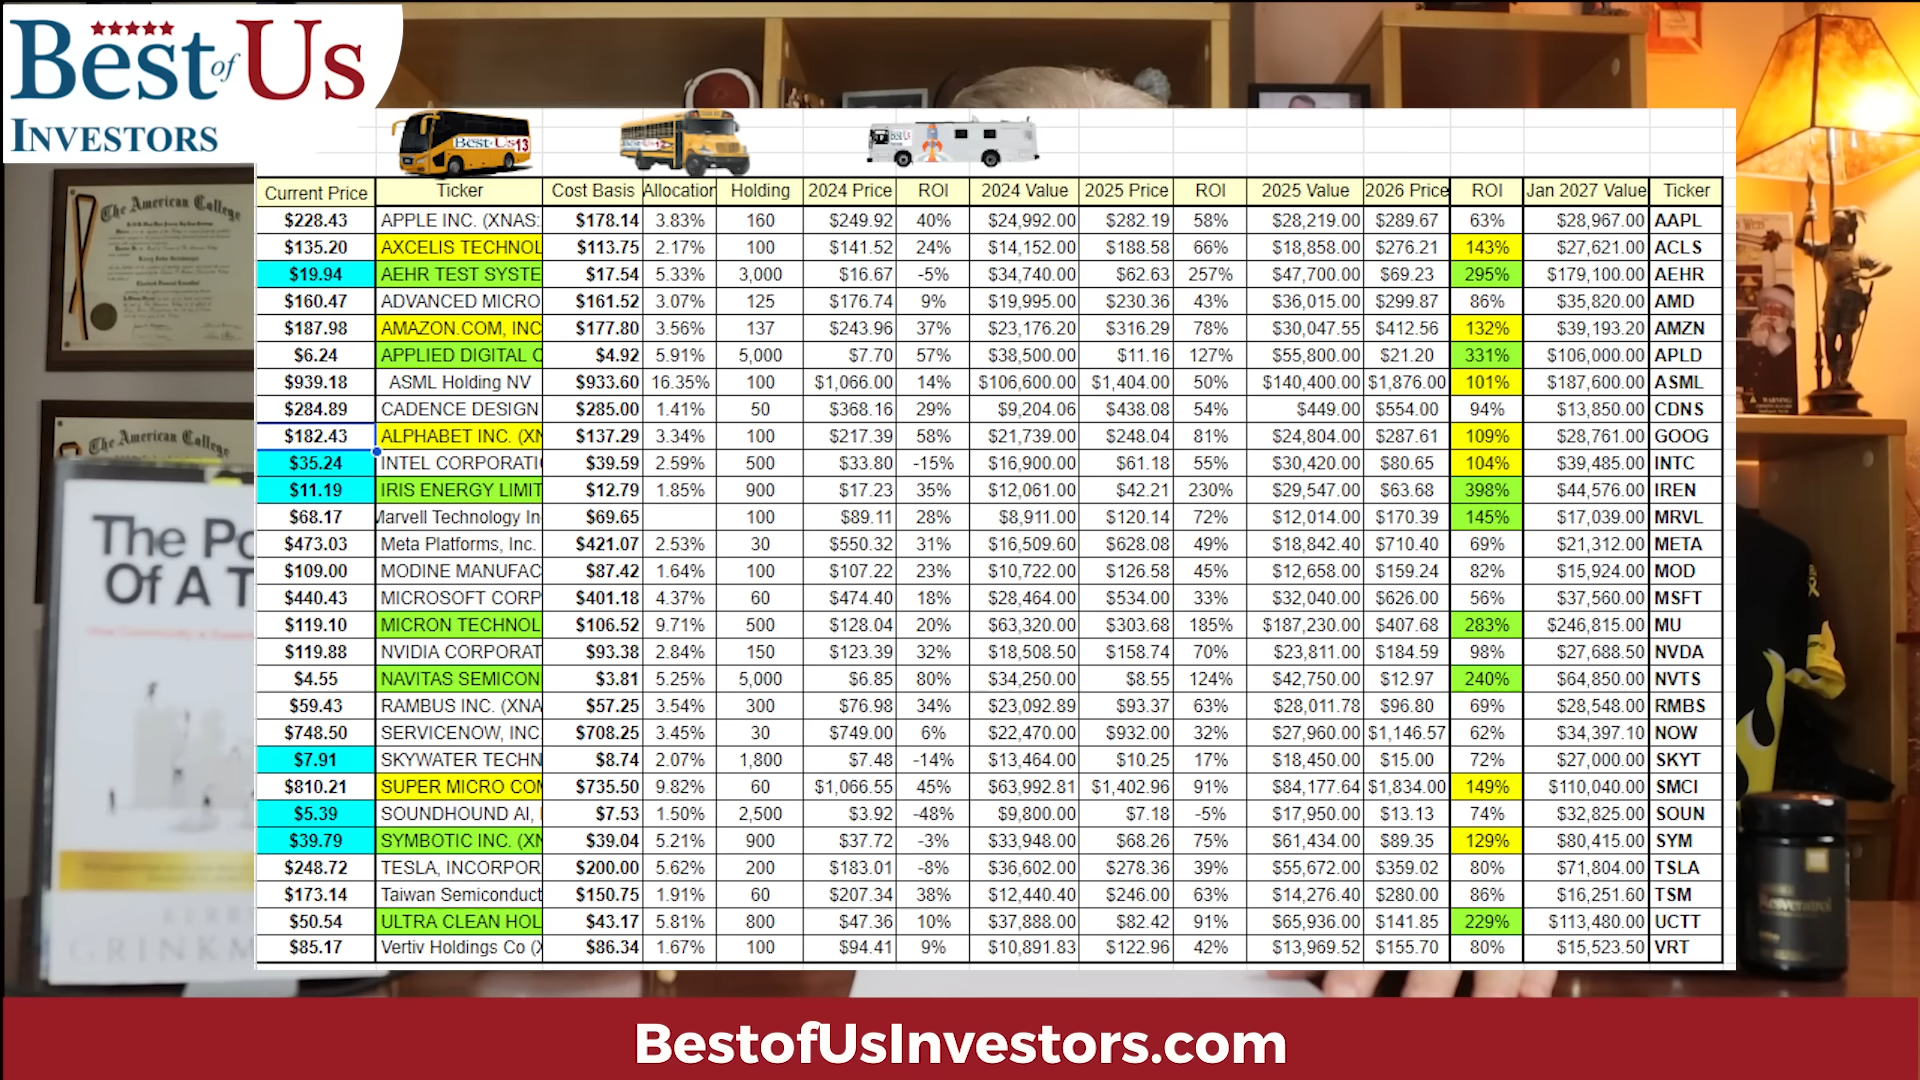 Best of Us
INVESTORS
Best of Us 13
The American College
The American College
The Po
Of A T
GRINKM
Resveratrol
Current Price Ticker Cost Basis Allocation Holding 2024 Price ROI 2024 Value 2025 Price ROI 2025 Value 2026 Price ROI Jan 2027 Value Ticker
$228.43 APPLE INC. (XNAS: $178.14 3.83% 160 $249.92 40% $24,992.00 $282.19 58% $28,219.00 $289.67 63% $28,967.00 AAPL
$135.20 AXCELIS TECHNOL $113.75 2.17% 100 $141.52 24% $14,152.00 $188.58 66% $18,858.00 $276.21 143% $27,621.00 ACLS
$19.94 AEHR TEST SYSTE $17.54 5.33% 3,000 $16.67 -5% $34,740.00 $62.63 257% $47,700.00 $69.23 295% $179,100.00 AEHR
$160.47 ADVANCED MICRO $161.52 3.07% 125 $176.74 9% $19,995.00 $230.36 43% $36,015.00 $299.87 86% $35,820.00 AMD
$187.98 AMAZON.COM, INC $177.80 3.56% 137 $243.96 37% $23,176.20 $316.29 78% $30,047.55 $412.56 132% $39,193.20 AMZN
$6.24 APPLIED DIGITAL C $4.92 5.91% 5,000 $7.70 57% $38,500.00 $11.16 127% $55,800.00 $21.20 331% $106,000.00 APLD
$939.18 ASML Holding NV $933.60 16.35% 100 $1,066.00 14% $106,600.00 $1,404.00 50% $140,400.00 $1,876.00 101% $187,600.00 ASML
$284.89 CADENCE DESIGN $285.00 1.41% 50 $368.16 29% $9,204.06 $438.08 54% $449.00 $554.00 94% $13,850.00 CDNS
$182.43 ALPHABET INC. (XN $137.29 3.34% 100 $217.39 58% $21,739.00 $248.04 81% $24,804.00 $287.61 109% $28,761.00 GOOG
$35.24 INTEL CORPORATI $39.59 2.59% 500 $33.80 -15% $16,900.00 $61.18 55% $30,420.00 $80.65 104% $39,485.00 INTC
$11.19 IRIS ENERGY LIMIT $12.79 1.85% 900 $17.23 35% $12,061.00 $42.21 230% $29,547.00 $63.68 398% $44,576.00 IREN
$68.17 Marvell Technology In $69.65 100 $89.11 28% $8,911.00 $120.14 72% $12,014.00 $170.39 145% $17,039.00 MRVL
$473.03 Meta Platforms, Inc. $421.07 2.53% 30 $550.32 31% $16,509.60 $628.08 49% $18,842.40 $710.40 69% $21,312.00 META
$109.00 MODINE MANUFAC $87.42 1.64% 100 $107.22 23% $10,722.00 $126.58 45% $12,658.00 $159.24 82% $15,924.00 MOD
$440.43 MICROSOFT CORP $401.18 4.37% 60 $474.40 18% $28,464.00 $534.00 33% $32,040.00 $626.00 56% $37,560.00 MSFT
$119.10 MICRON TECHNOL $106.52 9.71% 500 $128.04 20% $63,320.00 $303.68 185% $187,230.00 $407.68 283% $246,815.00 MU
$119.88 NVIDIA CORPORAT $93.38 2.84% 150 $123.39 32% $18,508.50 $158.74 70% $23,811.00 $184.59 98% $27,688.50 NVDA
$4.55 NAVITAS SEMICON $3.81 5.25% 5,000 $6.85 80% $34,250.00 $8.55 124% $42,750.00 $12.97 240% $64,850.00 NVTS
$59.43 RAMBUS INC. (XNA $57.25 3.54% 300 $76.98 34% $23,092.89 $93.37 63% $28,011.78 $96.80 69% $28,548.00 RMBS
$748.50 SERVICENOW, INC. $708.25 3.45% 30 $749.00 6% $22,470.00 $932.00 32% $27,960.00 $1,146.57 62% $34,397.10 NOW
$7.91 SKYWATER TECHN $8.74 2.07% 1,800 $7.48 -14% $13,464.00 $10.25 17% $18,450.00 $15.00 72% $27,000.00 SKYT
$810.21 SUPER MICRO COM $735.50 9.82% 60 $1,066.55 45% $63,992.81 $1,402.96 91% $84,177.64 $1,834.00 149% $110,040.00 SMCI
$5.39 SOUNDHOUND AI, $7.53 1.50% 2,500 $3.92 -48% $9,800.00 $7.18 -5% $17,950.00 $13.13 74% $32,825.00 SOUN
$39.79 SYMBOTIC INC. (XN $39.04 5.21% 900 $37.72 -3% $33,948.00 $68.26 75% $61,434.00 $89.35 129% $80,415.00 SYM
$248.72 TESLA, INCORPOR $200.00 5.62% 200 $183.01 -8% $36,602.00 $278.36 39% $55,672.00 $359.02 80% $71,804.00 TSLA
$173.14 Taiwan Semiconduct $150.75 1.91% 60 $207.34 38% $12,440.40 $246.00 63% $14,276.40 $280.00 86% $16,251.60 TSM
$50.54 ULTRA CLEAN HOL $43.17 5.81% 800 $47.36 10% $37,888.00 $82.42 91% $65,936.00 $141.85 229% $113,480.00 UCTT
$85.17 Vertiv Holdings Co (X $86.34 1.67% 100 $94.41 9% $10,891.83 $122.96 42% $13,969.52 $155.70 80% $15,523.50 VRT
BestofUsInvestors.com